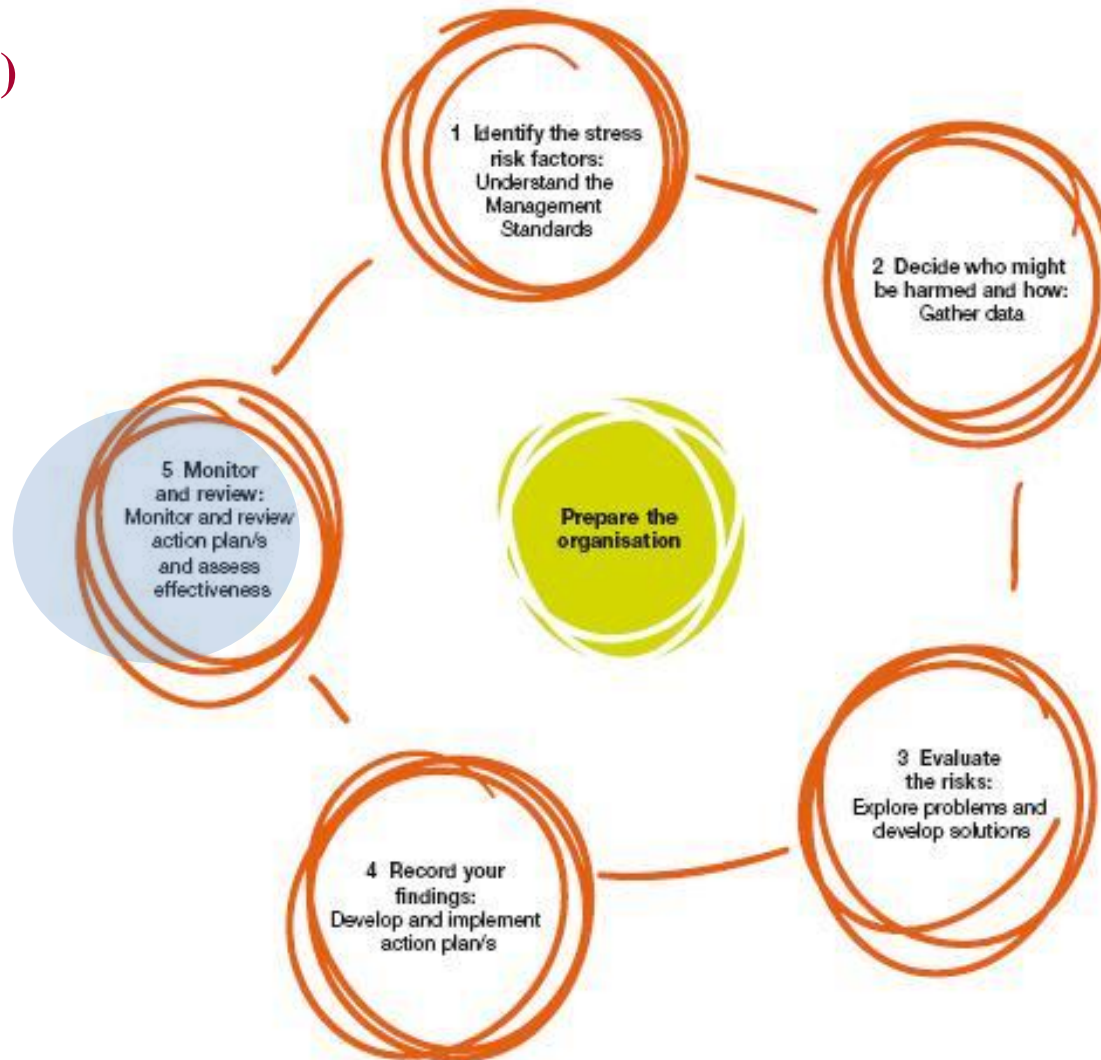 )
1 Identify the stress
risk factors:
Understand the
Management
Standards
2 Decide who might
be harmed and how:
Gather data
3 Evaluate
the risks:
Explore problems and
develop solutions
4 Record your
findings:
Develop and implement
action plan/s
5 Monitor
and review:
Monitor and review
action plan/s
and assess
effectiveness
Prepare the
organisation